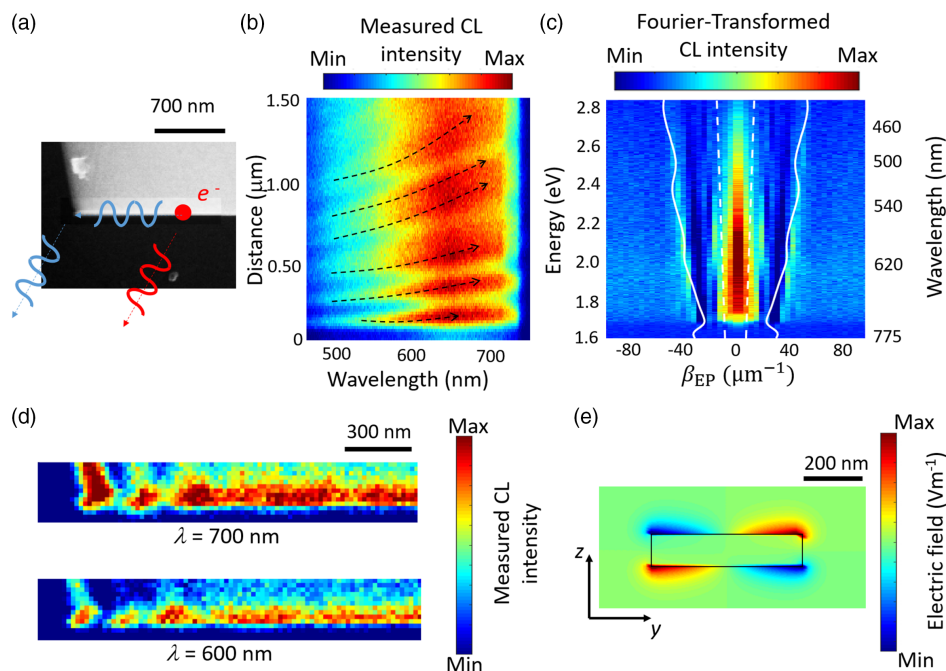 (a)
700 nm
e⁻
(b)
Measured CL
intensity
Min
Max
Distance (μm)
1.50
1.00
0.50
0
500
600
700
Wavelength (nm)
(c)
Fourier-Transformed
CL intensity
Min
Max
Energy (eV)
2.8
2.6
2.4
2.2
2.0
1.8
1.6
460
500
540
620
775
Wavelength (nm)
-80
-40
0
40
80
β_EP (μm⁻¹)
(d)
300 nm
λ = 700 nm
λ = 600 nm
Max
Measured CL
intensity
Min
(e)
200 nm
z
y
Max
Electric field (Vm⁻¹)
Min